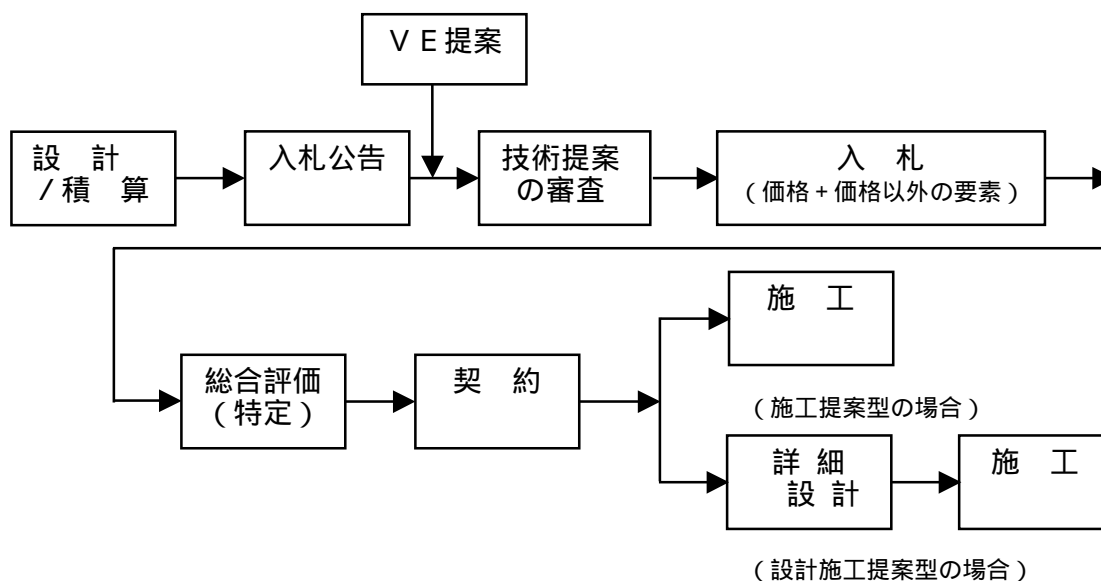 ＶＥ提案
設　計
/積　算
入札公告
技術提案
の審査
入　札
（価格＋価格以外の要素）
総合評価
（特定）
契　約
施　工
（施工提案型の場合）
詳 細
設 計
施　工
（設計施工提案型の場合）